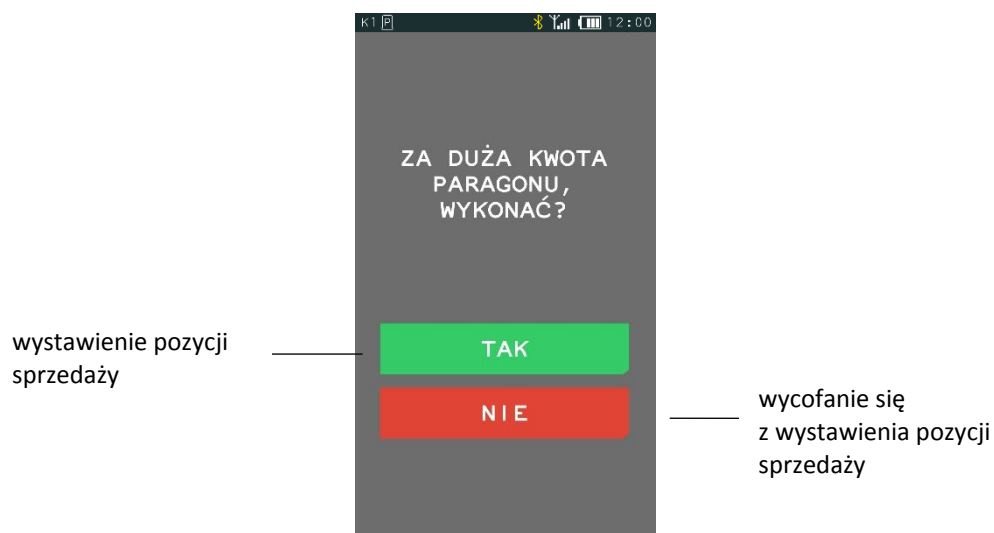 K1 P 12:00
ZA DUŻA KWOTA
PARAGONU,
WYKONAĆ?
wystawienie pozycji
sprzedaży
TAK
NIE
wycofanie się
z wystawienia pozycji
sprzedaży